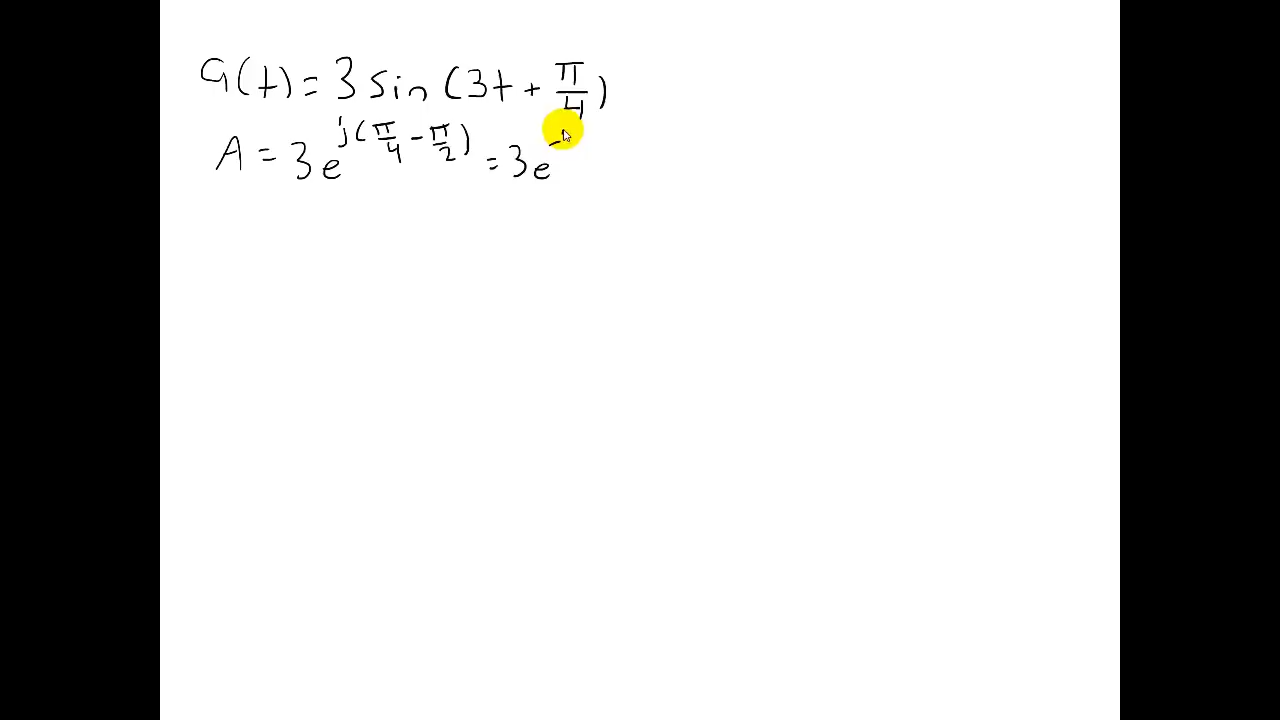 a(t) = 3 sin (3t + π/4)
A = 3e^j(π/4 - π/2) = 3e^-